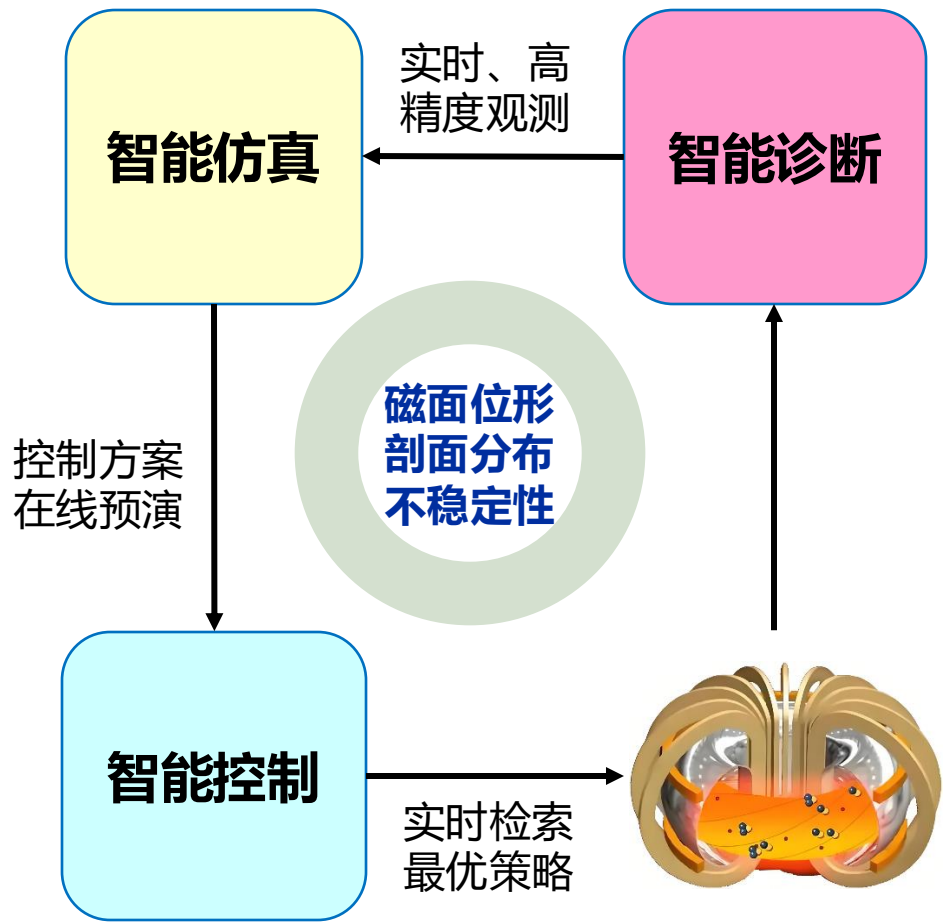 实时、高
精度观测
智能仿真
智能诊断
磁面位形
剖面分布
不稳定性
控制方案
在线预演
智能控制
实时检索
最优策略